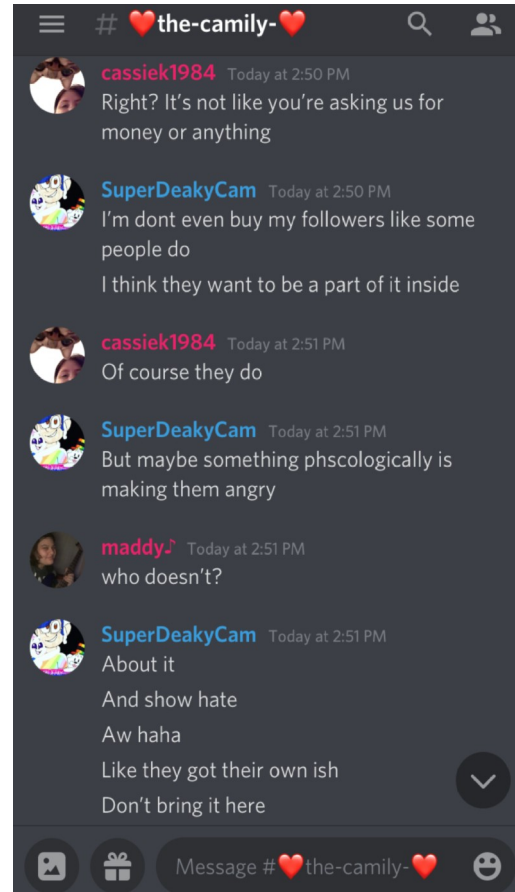 # ❤️the-camily-❤️
cassiek1984 Today at 2:50 PM
Right? It's not like you're asking us for
money or anything
SuperDeakyCam Today at 2:50 PM
I'm dont even buy my followers like some
people do
I think they want to be a part of it inside
cassiek1984 Today at 2:51 PM
Of course they do
SuperDeakyCam Today at 2:51 PM
But maybe something phscologically is
making them angry
maddy♪ Today at 2:51 PM
who doesn't?
SuperDeakyCam Today at 2:51 PM
About it
And show hate
Aw haha
Like they got their own ish
Don't bring it here
Message #❤️the-camily-❤️